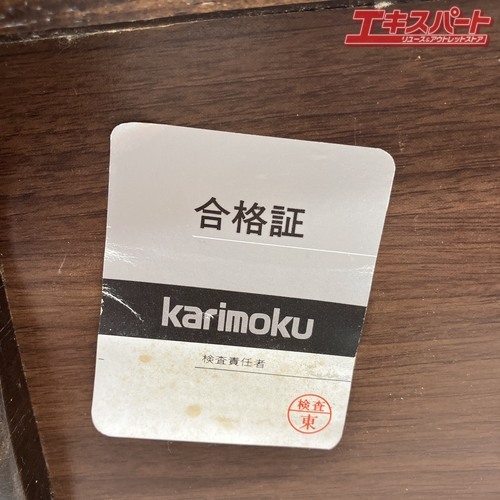 エキスパート
リユース&アウトレットストア
合格証
karimoku
検査責任者
検査
東